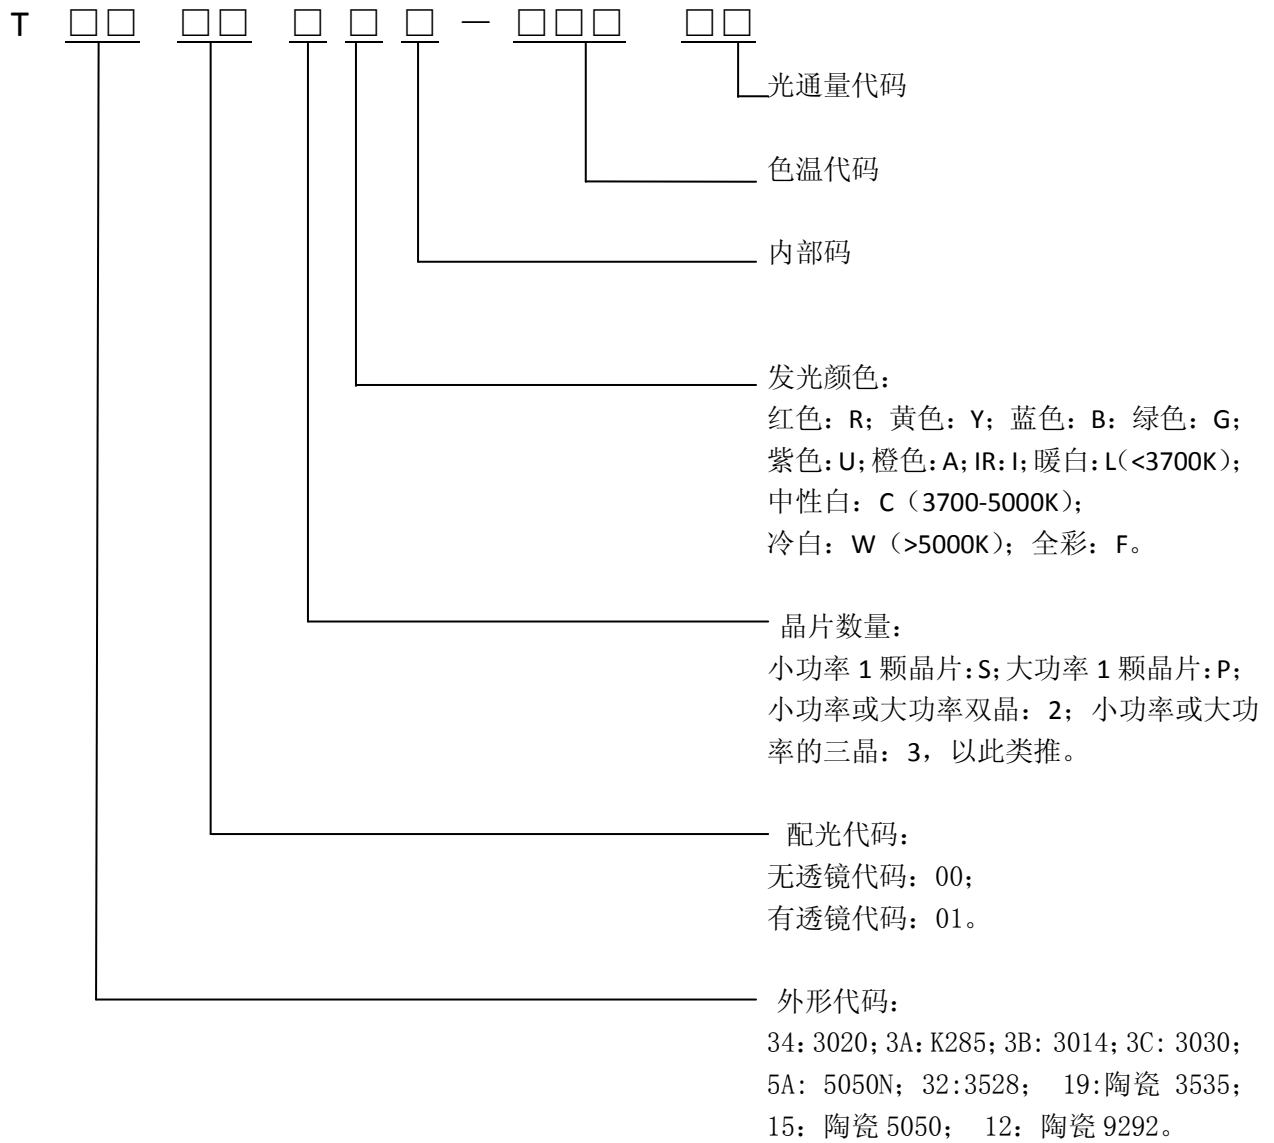 T □□ □□ □ □ □ － □□□ □□
光通量代码
色温代码
内部码
发光颜色：
红色：R；黄色：Y；蓝色：B：绿色：G；
紫色：U；橙色：A；IR：I；暖白：L（<3700K）；
中性白：C（3700-5000K）；
冷白：W（>5000K）；全彩：F。
晶片数量：
小功率 1 颗晶片：S；大功率 1 颗晶片：P；
小功率或大功率双晶：2；小功率或大功
率的三晶：3，以此类推。
配光代码：
无透镜代码：00；
有透镜代码：01。
外形代码：
34：3020；3A：K285；3B：3014；3C：3030；
5A：5050N；32:3528； 19:陶瓷 3535；
15：陶瓷 5050； 12：陶瓷 9292。